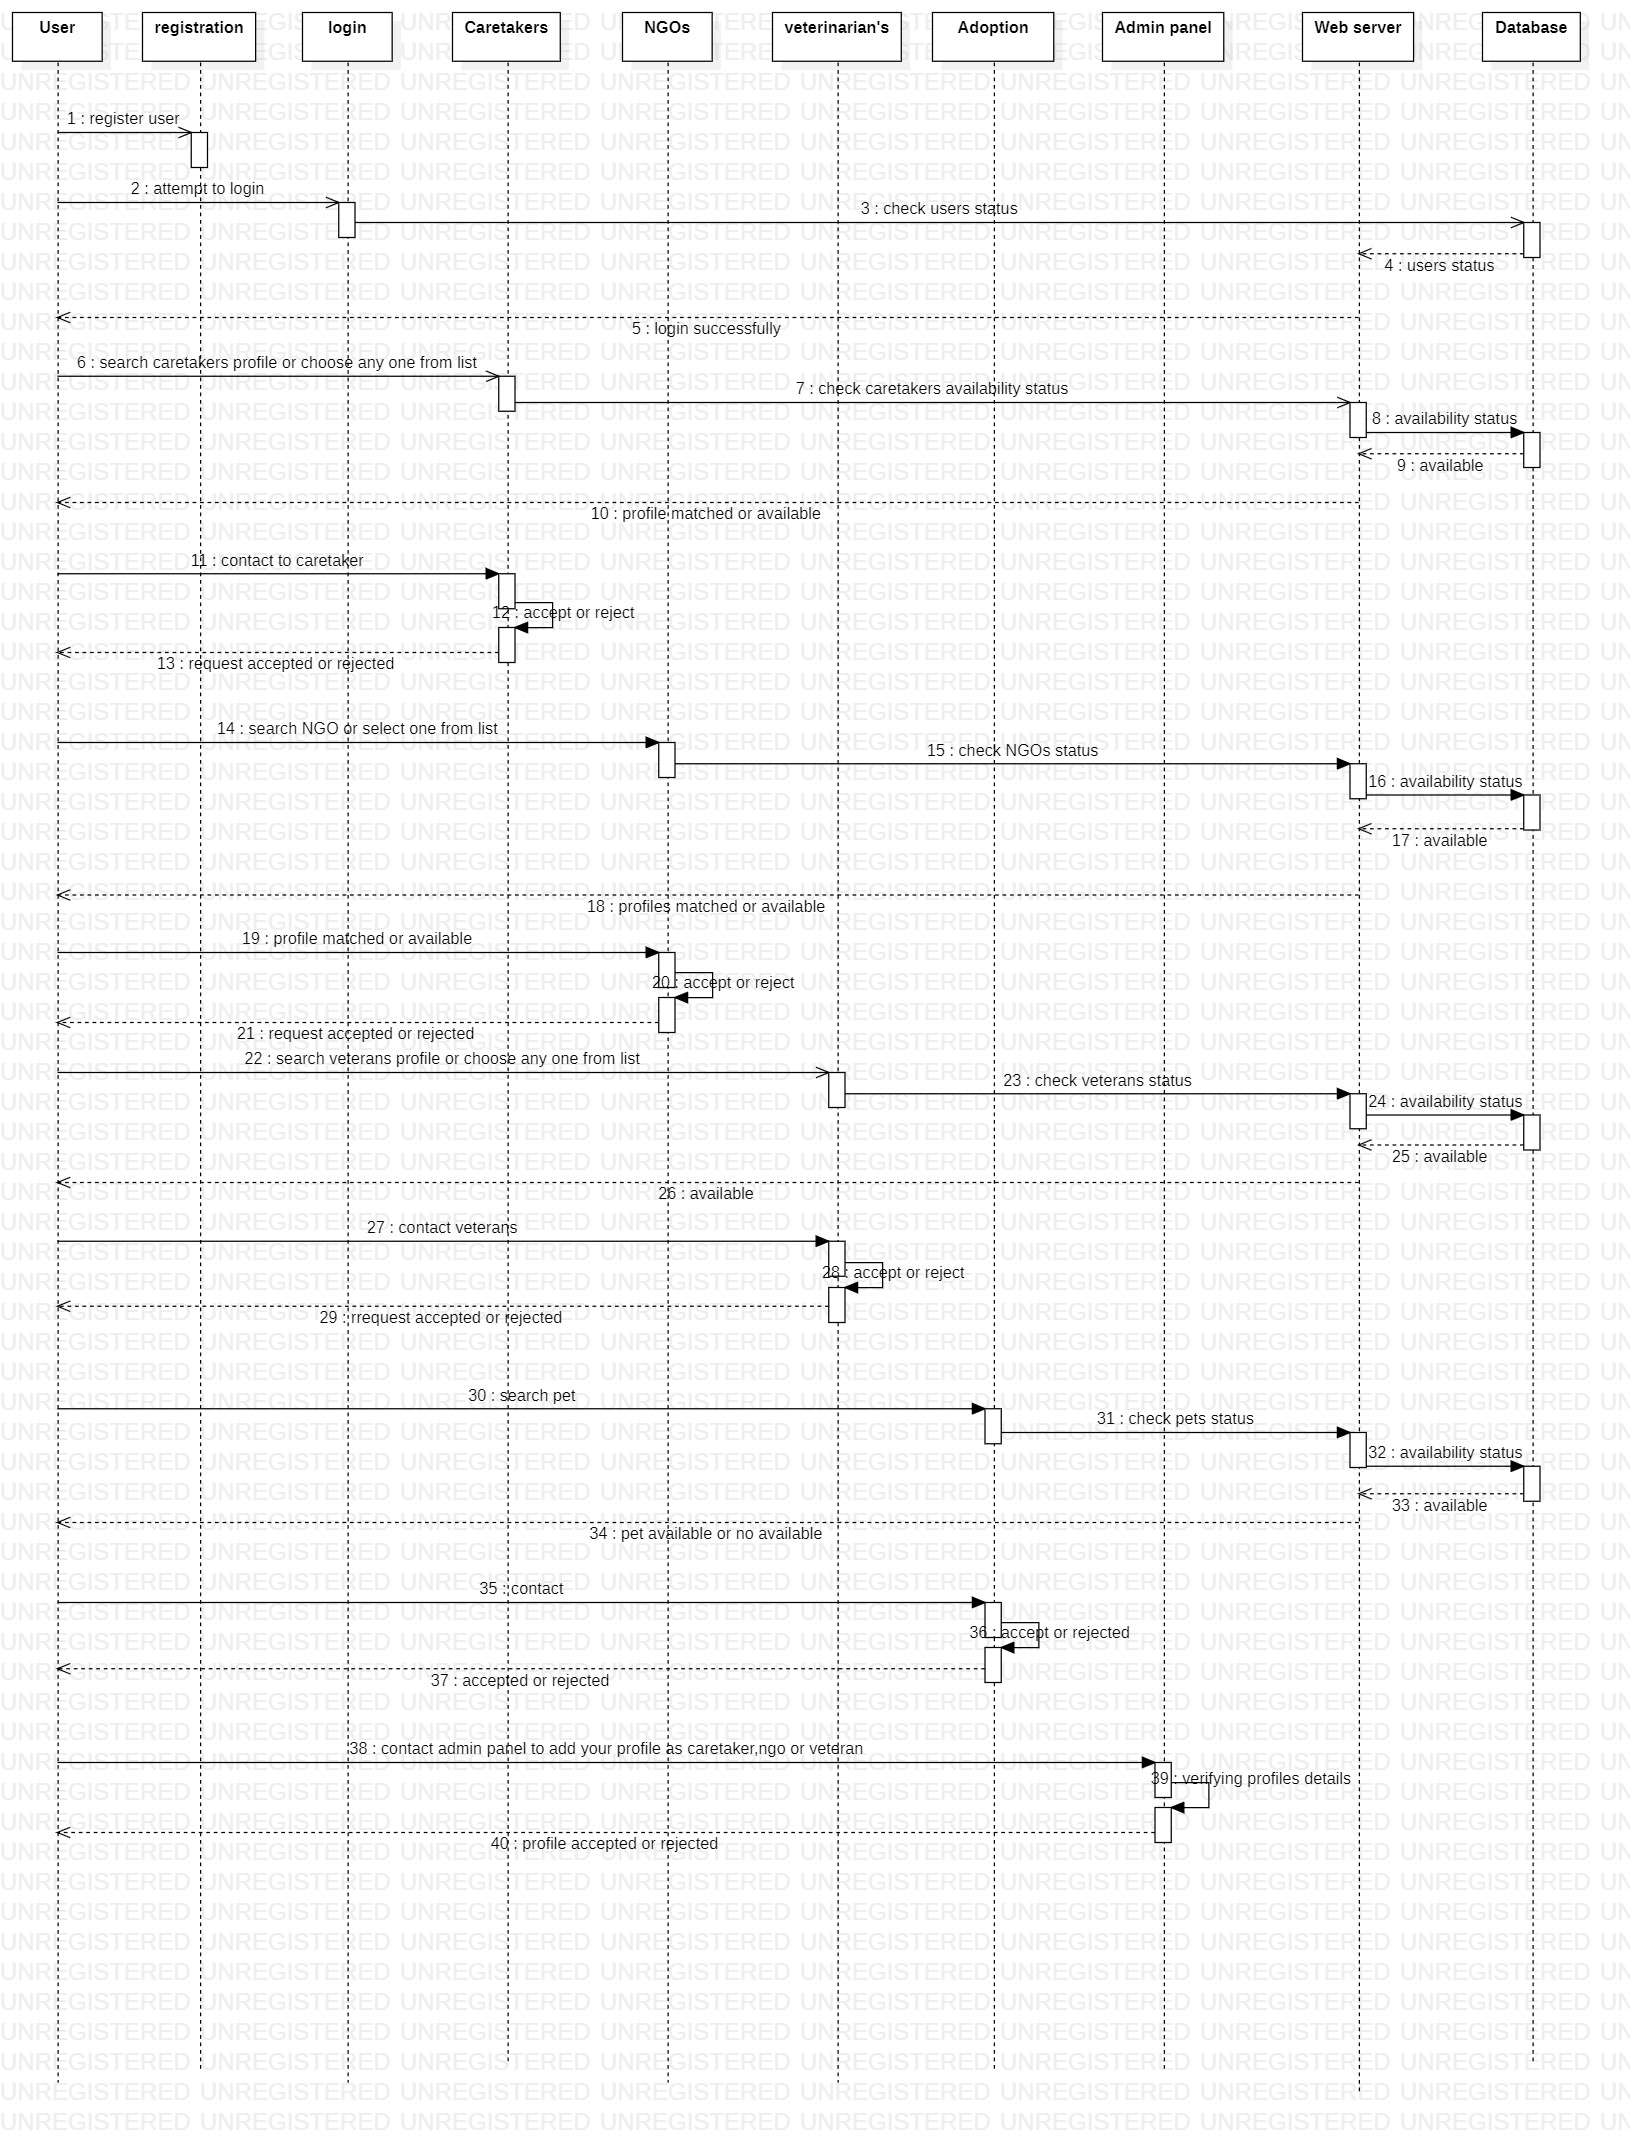 User
registration
login
Caretakers
NGOs
veterinarian's
Adoption
Admin panel
Web server
Database
1 : register user
2 : attempt to login
3 : check users status
4 : users status
5 : login successfully
6 : search caretakers profile or choose any one from list
7 : check caretakers availability status
8 : availability status
9 : available
10 : profile matched or available
11 : contact to caretaker
12 : accept or reject
13 : request accepted or rejected
14 : search NGO or select one from list
15 : check NGOs status
16 : availability status
17 : available
18 : profiles matched or available
19 : profile matched or available
20 : accept or reject
21 : request accepted or rejected
22 : search veterans profile or choose any one from list
23 : check veterans status
24 : availability status
25 : available
26 : available
27 : contact veterans
28 : accept or reject
29 : rrequest accepted or rejected
30 : search pet
31 : check pets status
32 : availability status
33 : available
34 : pet available or no available
35 : contact
36 : accept or rejected
37 : accepted or rejected
38 : contact admin panel to add your profile as caretaker,ngo or veteran
39 : verifying profiles details
40 : profile accepted or rejected
UNREGISTERED